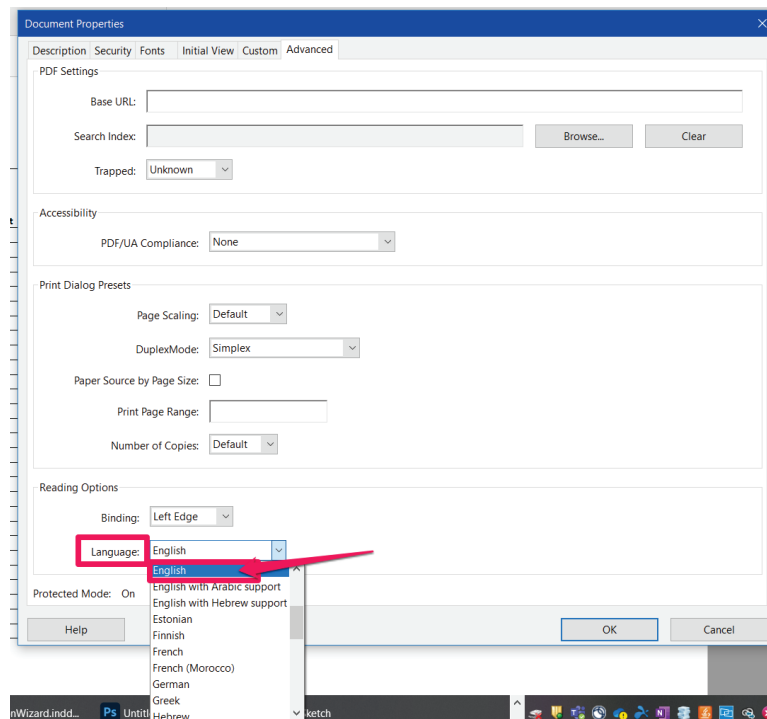 Document Properties
Description Security Fonts Initial View Custom Advanced
PDF Settings
Base URL:
Search Index: Browse... Clear
Trapped: Unknown
Accessibility
PDF/UA Compliance: None
Print Dialog Presets
Page Scaling: Default
DuplexMode: Simplex
Paper Source by Page Size:
Print Page Range:
Number of Copies: Default
Reading Options
Binding: Left Edge
Language: English
English
English with Arabic support
English with Hebrew support
Protected Mode: On
Estonian
Finnish
Help OK Cancel
French
French (Morocco)
German
Greek
Hebrew
nWizard.indd... Ps Untitl ketch